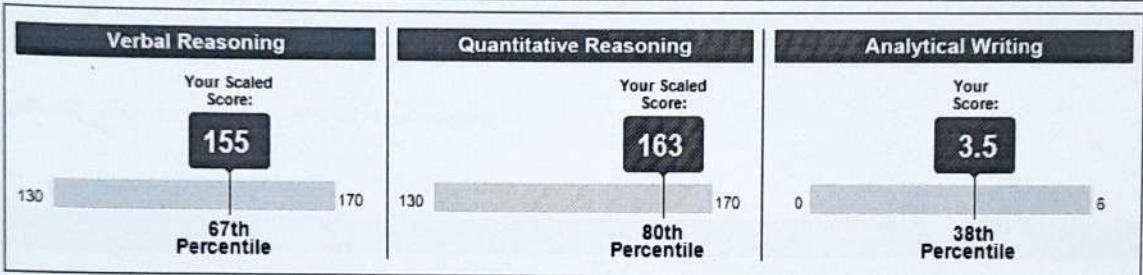 Verbal Reasoning
Your Scaled
Score:
155
130
170
67th
Percentile
Quantitative Reasoning
Your Scaled
Score:
163
130
170
80th
Percentile
Analytical Writing
Your
Score:
3.5
0
6
38th
Percentile